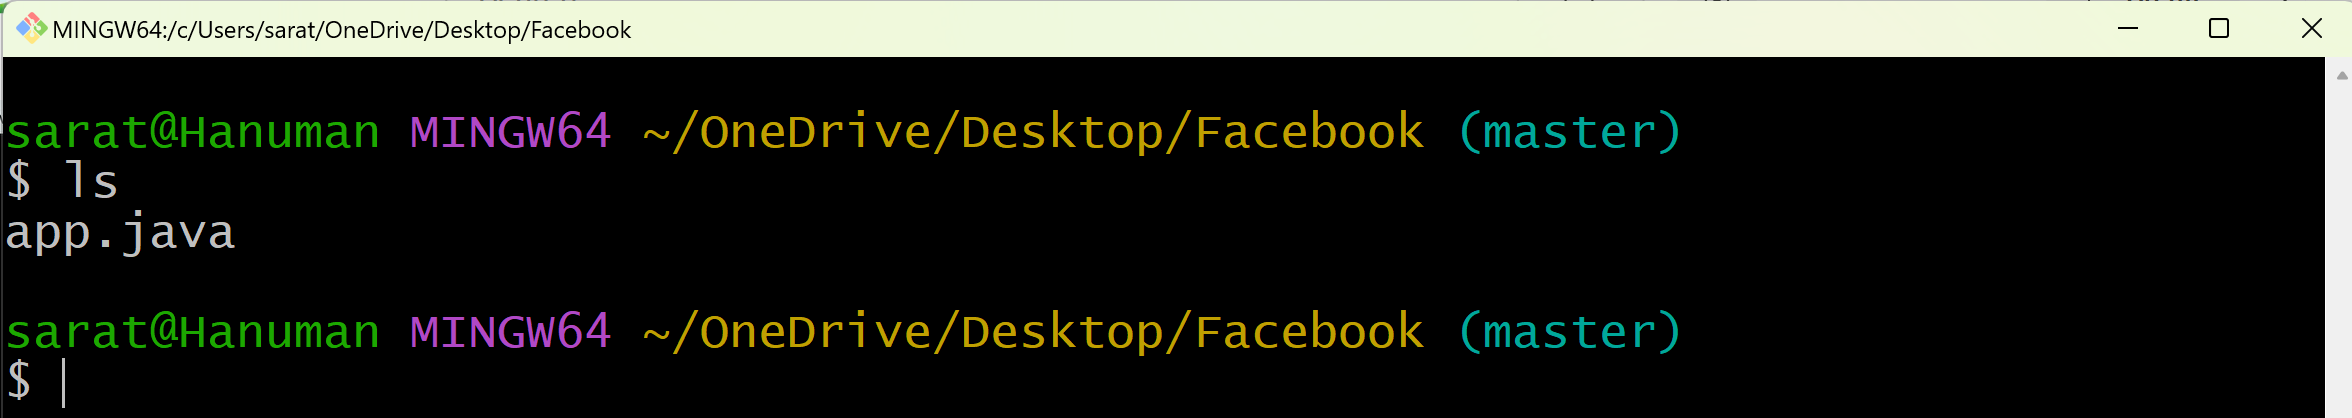 MINGW64:/c/Users/sarat/OneDrive/Desktop/Facebook
sarat@Hanuman MINGW64 ~/OneDrive/Desktop/Facebook (master)
$ ls
app.java
sarat@Hanuman MINGW64 ~/OneDrive/Desktop/Facebook (master)
$